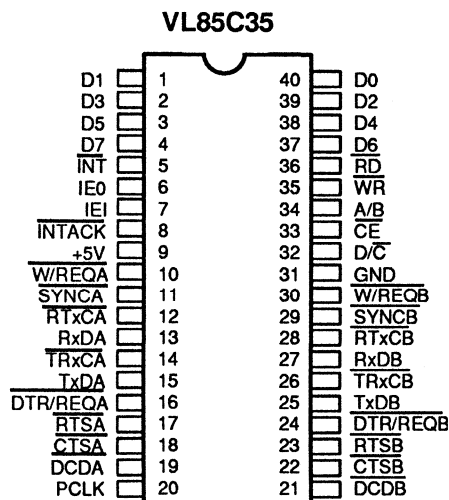 VL85C35
D1 1 40 D0
D3 2 39 D2
D5 3 38 D4
D7 4 37 D6
INT 5 36 RD
IE0 6 35 WR
IEI 7 34 A/B
INTACK 8 33 CE
+5V 9 32 D/C
W/REQA 10 31 GND
SYNCA 11 30 W/REQB
RTxCA 12 29 SYNCB
RxDA 13 28 RTxCB
TRxCA 14 27 RxDB
TxDA 15 26 TRxCB
DTR/REQA 16 25 TxDB
RTSA 17 24 DTR/REQB
CTSA 18 23 RTSB
DCDA 19 22 CTSB
PCLK 20 21 DCDB